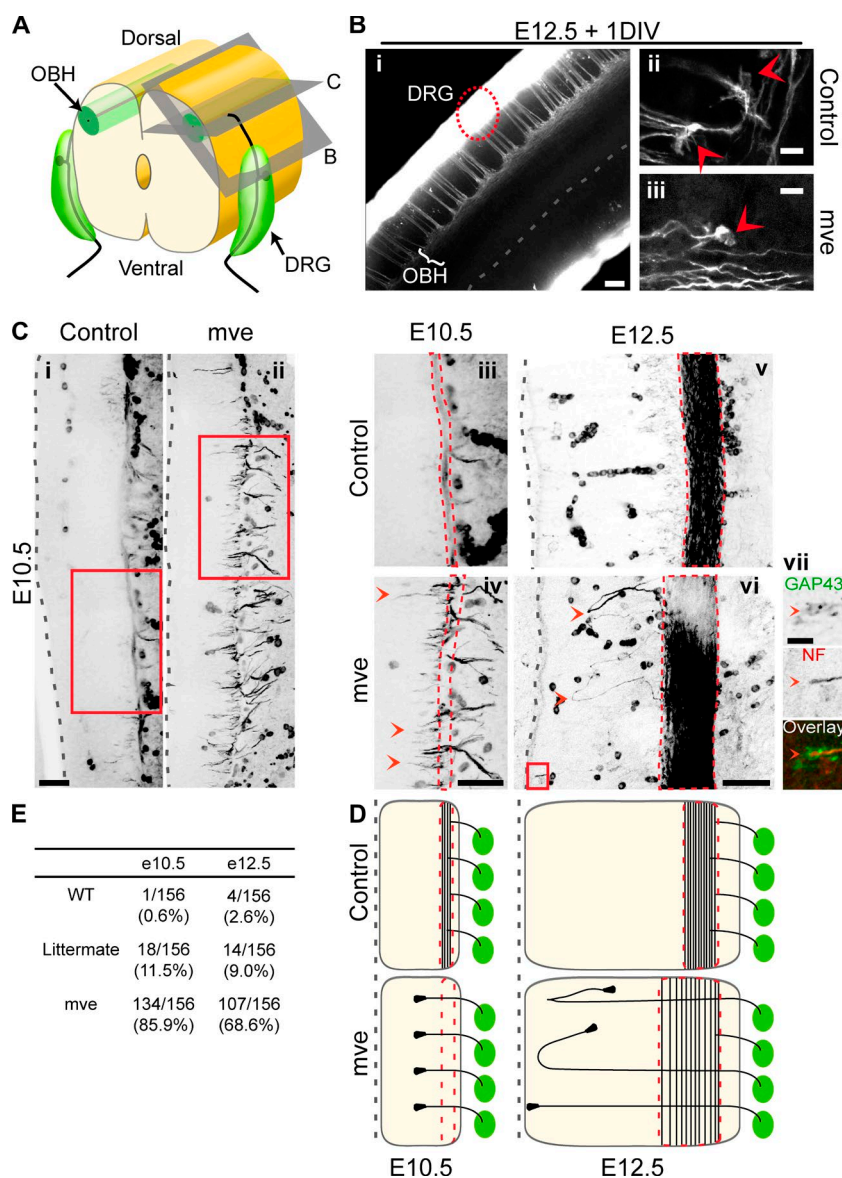 A
Dorsal
OBH
C
B
DRG
Ventral
B
E12.5 + 1DIV
i
DRG
OBH
ii
Control
iii
mve
C
Control
mve
i
ii
E10.5
E10.5
E12.5
iii
v
Control
iv
vi
mve
vii
GAP43
NF
Overlay
E
e10.5 e12.5
WT 1/156 4/156
(0.6%) (2.6%)
Littermate 18/156 14/156
(11.5%) (9.0%)
mve 134/156 107/156
(85.9%) (68.6%)
D
Control
mve
E10.5
E12.5